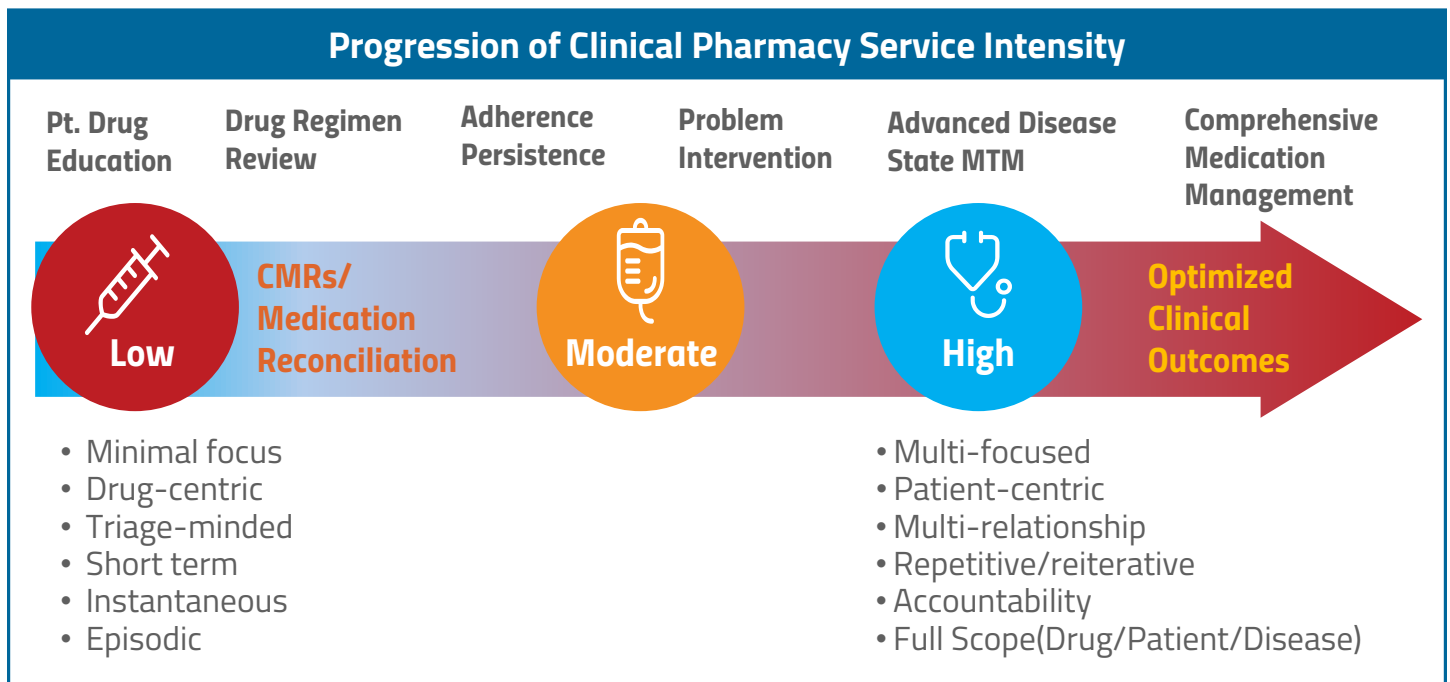 Progression of Clinical Pharmacy Service Intensity
Pt. Drug
Education
Drug Regimen
Review
Adherence
Persistence
Problem
Intervention
Advanced Disease
State MTM
Comprehensive
Medication
Management
Low
CMRs/
Medication
Reconciliation
Moderate
High
Optimized
Clinical
Outcomes
• Minimal focus
• Drug-centric
• Triage-minded
• Short term
• Instantaneous
• Episodic
• Multi-focused
• Patient-centric
• Multi-relationship
• Repetitive/reiterative
• Accountability
• Full Scope(Drug/Patient/Disease)